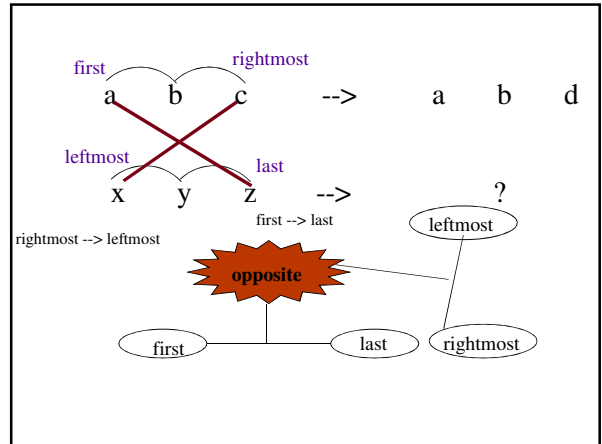 first
rightmost
a b c --> a b d
leftmost
last
x y z --> ?
first --> last
leftmost
rightmost --> leftmost
opposite
first
last
rightmost